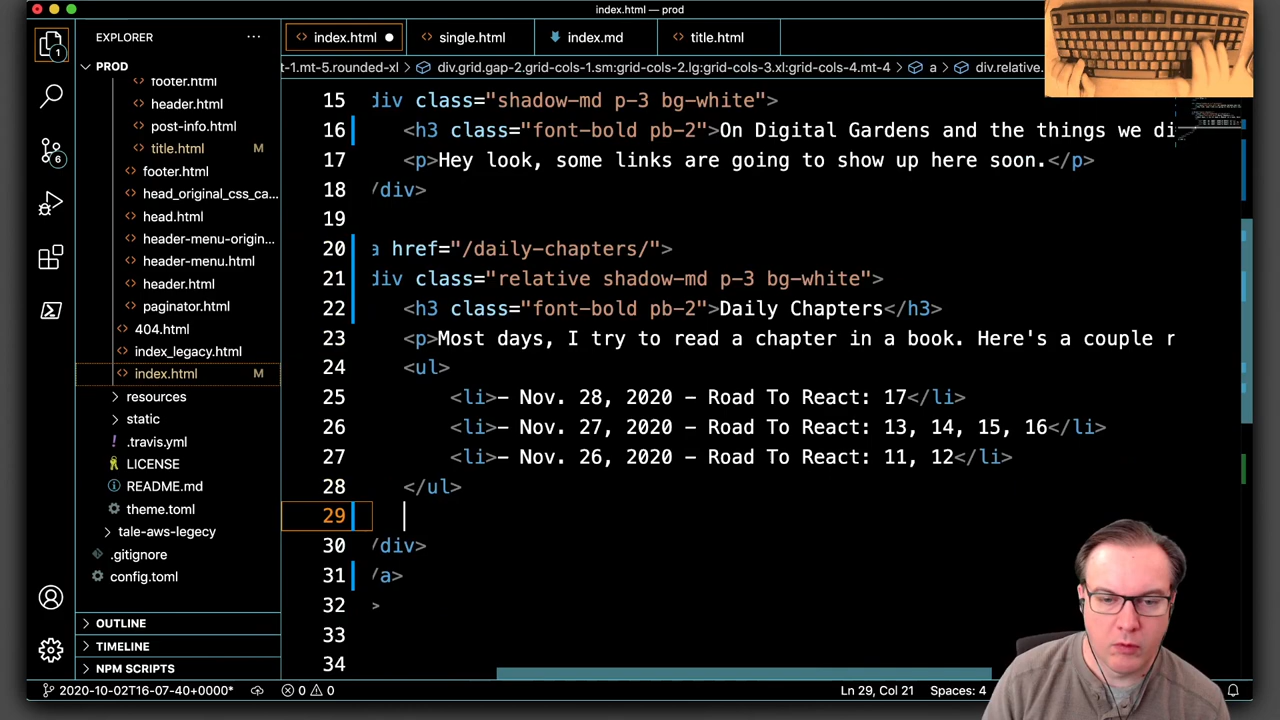 index.html — prod
EXPLORER ···
index.html
single.html
index.md
title.html
PROD
t-1.mt-5.rounded-xl > div.grid.gap-2.grid-cols-1.sm:grid-cols-2.lg:grid-cols-3.xl:grid-cols-4.mt-4 > a > div.relative.
footer.html
header.html
post-info.html
title.html M
footer.html
head_original_css_ca...
head.html
header-menu-origin...
header-menu.html
header.html
paginator.html
404.html
index_legacy.html
index.html M
resources
static
.travis.yml
LICENSE
README.md
theme.toml
tale-aws-legacy
.gitignore
config.toml
OUTLINE
TIMELINE
NPM SCRIPTS
1
6
15 div class="shadow-md p-3 bg-white">
16 <h3 class="font-bold pb-2">On Digital Gardens and the things we di
17 <p>Hey look, some links are going to show up here soon.</p>
18 /div>
19
20 a href="/daily-chapters/">
21 div class="relative shadow-md p-3 bg-white">
22 <h3 class="font-bold pb-2">Daily Chapters</h3>
23 <p>Most days, I try to read a chapter in a book. Here's a couple r
24 <ul>
25 <li>- Nov. 28, 2020 - Road To React: 17</li>
26 <li>- Nov. 27, 2020 - Road To React: 13, 14, 15, 16</li>
27 <li>- Nov. 26, 2020 - Road To React: 11, 12</li>
28 </ul>
29
30 /div>
31 /a>
32 >
33
34
2020-10-02T16-07-40+0000* 0 0 Ln 29, Col 21 Spaces: 4